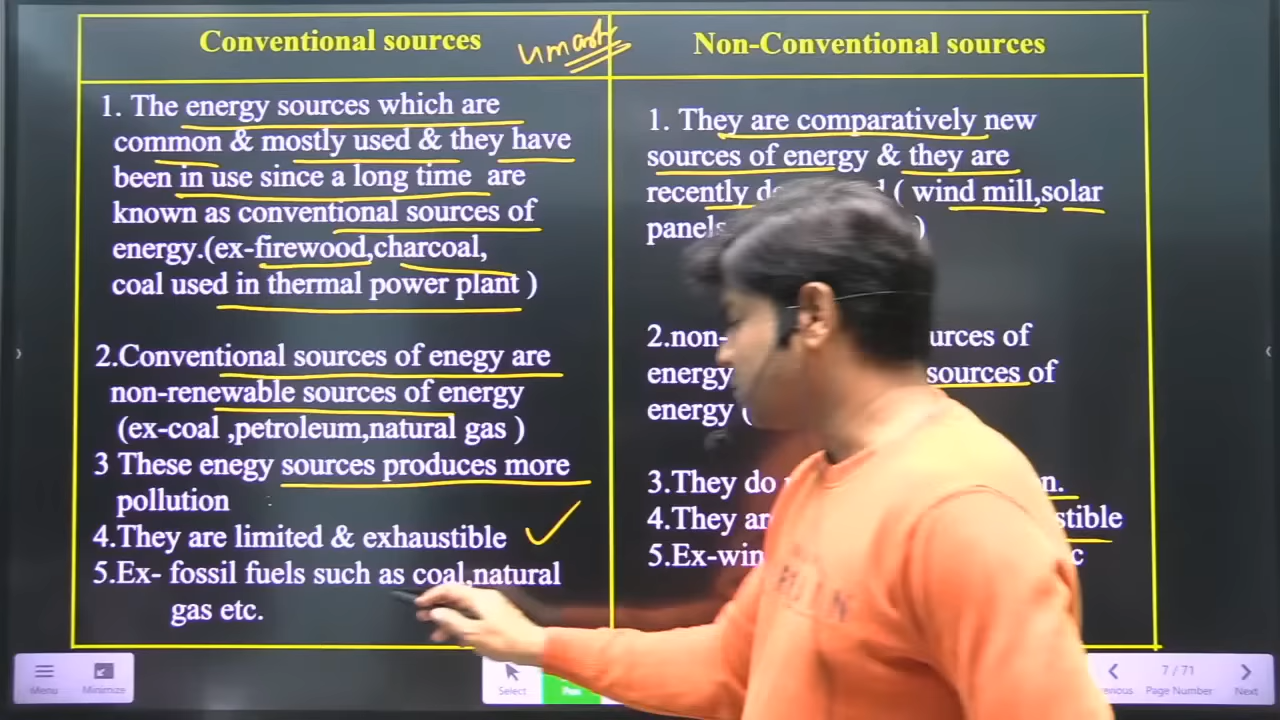 Conventional sources
Non-Conventional sources
1. The energy sources which are
common & mostly used & they have
been in use since a long time are
known as conventional sources of
energy.(ex-firewood,charcoal,
coal used in thermal power plant )
2.Conventional sources of enegy are
non-renewable sources of energy
(ex-coal ,petroleum,natural gas )
3 These enegy sources produces more
pollution
4.They are limited & exhaustible
5.Ex- fossil fuels such as coal,natural
gas etc.
1. They are comparatively new
sources of energy & they are
recently ( wind mill,solar
panels )
2.non- of
energy sources of
energy (
3.They do
4.They
5.Ex-
Menu
Minimize
Select
Pen
7 / 71
Page Number
Next